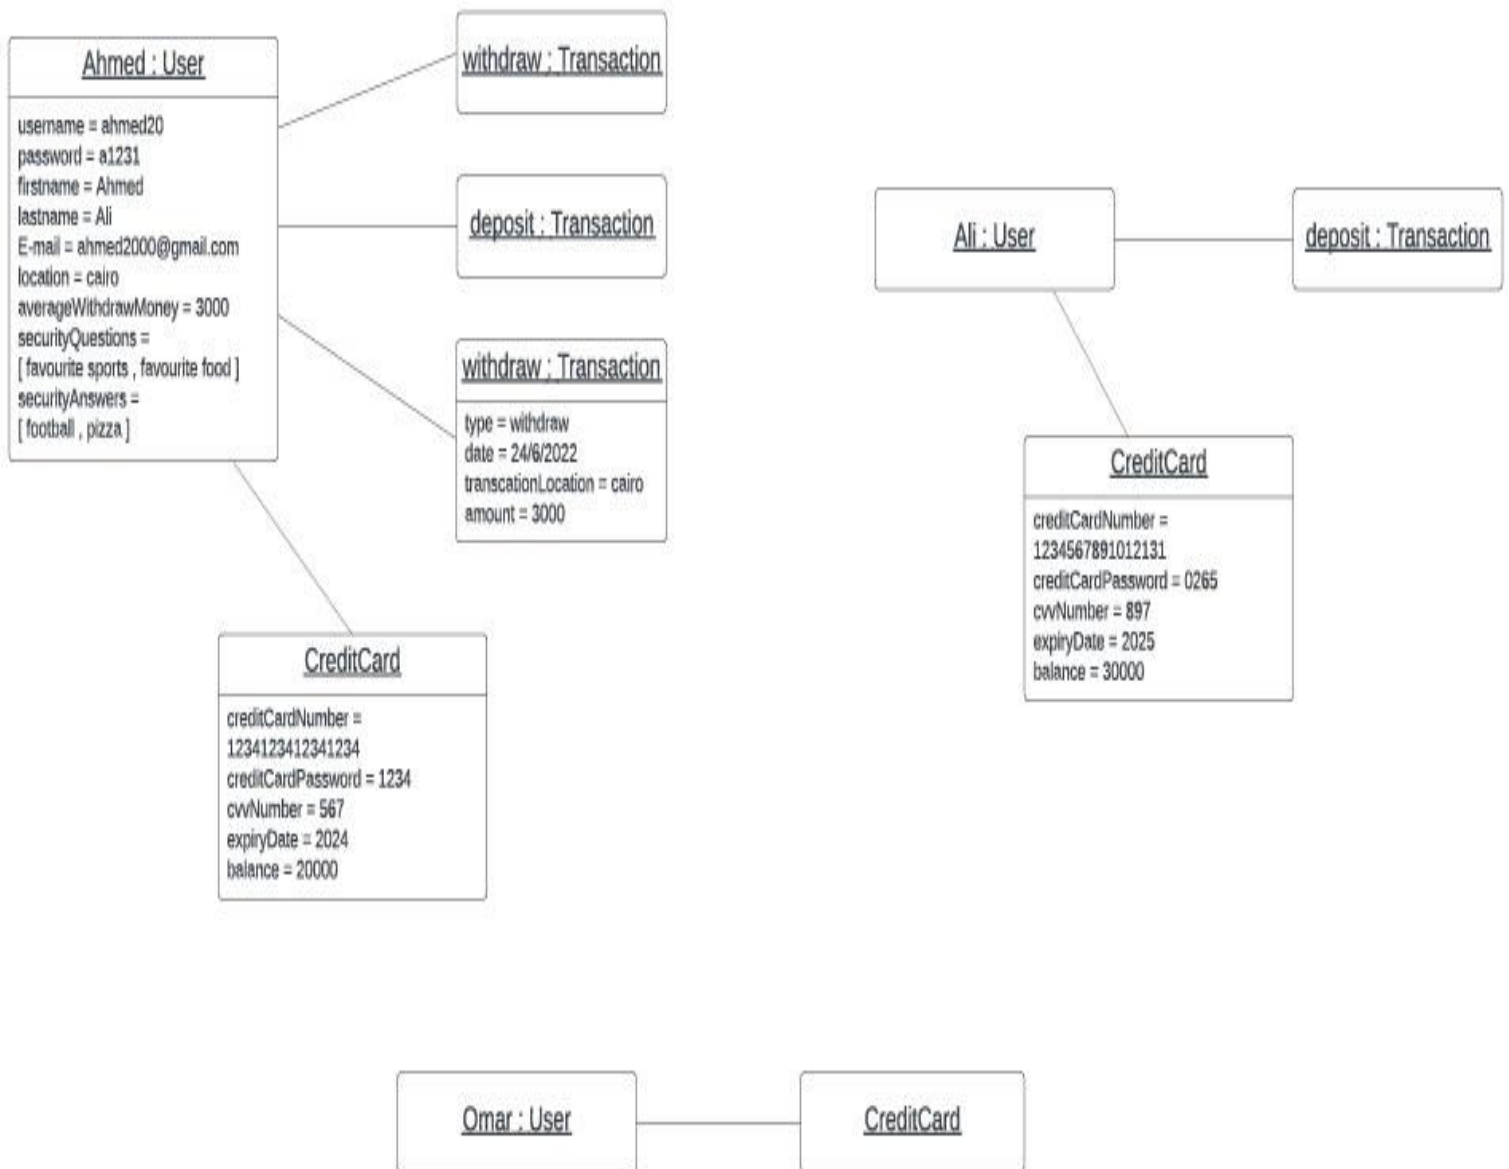 Ahmed : User
username = ahmed20
password = a1231
firstname = Ahmed
lastname = Ali
E-mail = ahmed2000@gmail.com
location = cairo
averageWithdrawMoney = 3000
securityQuestions =
[ favourite sports , favourite food ]
securityAnswers =
[ football , pizza ]
withdraw : Transaction
deposit : Transaction
withdraw : Transaction
type = withdraw
date = 24/6/2022
transcationLocation = cairo
amount = 3000
CreditCard
creditCardNumber =
1234123412341234
creditCardPassword = 1234
cvvNumber = 567
expiryDate = 2024
balance = 20000
Ali : User
deposit : Transaction
CreditCard
creditCardNumber =
1234567891012131
creditCardPassword = 0265
cvvNumber = 897
expiryDate = 2025
balance = 30000
Omar : User
CreditCard